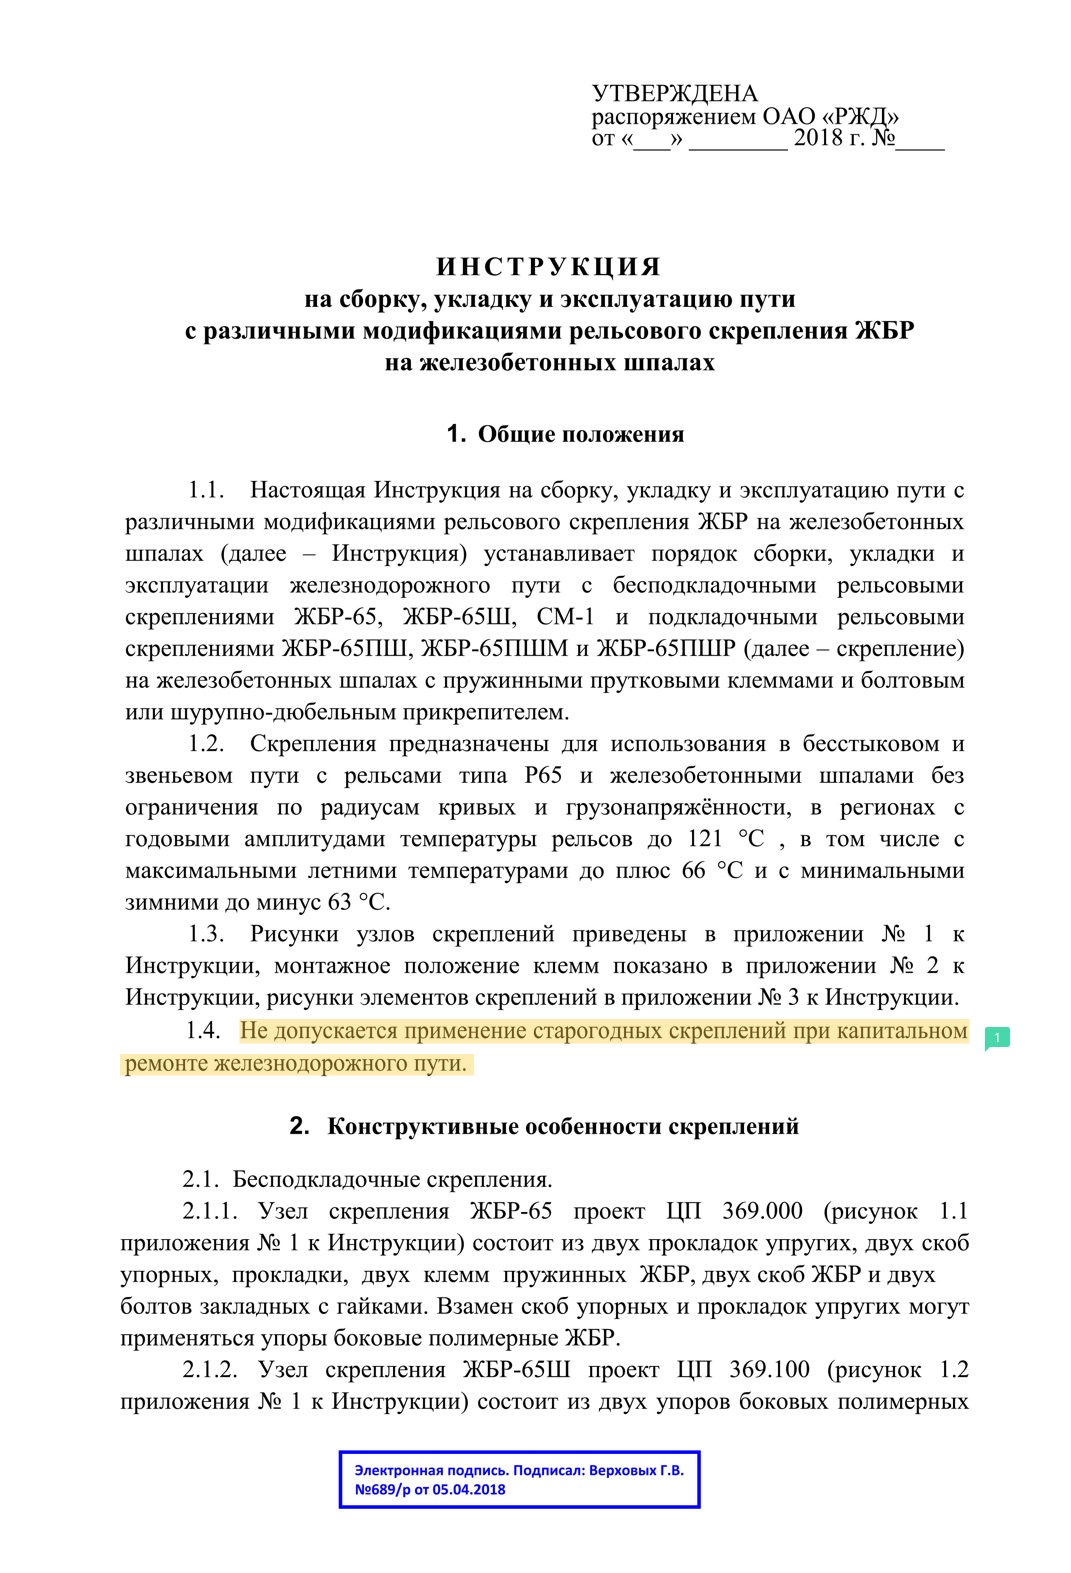 УТВЕРЖДЕНА
распоряжением ОАО «РЖД»
от «___» ________ 2018 г. №____
ИНСТРУКЦИЯ
на сборку, укладку и эксплуатацию пути
с различными модификациями рельсового скрепления ЖБР
на железобетонных шпалах
1. Общие положения
1.1. Настоящая Инструкция на сборку, укладку и эксплуатацию пути с
различными модификациями рельсового скрепления ЖБР на железобетонных
шпалах (далее – Инструкция) устанавливает порядок сборки, укладки и
эксплуатации железнодорожного пути с бесподкладочными рельсовыми
скреплениями ЖБР-65, ЖБР-65Ш, СМ-1 и подкладочными рельсовыми
скреплениями ЖБР-65ПШ, ЖБР-65ПШМ и ЖБР-65ПШР (далее – скрепление)
на железобетонных шпалах с пружинными прутковыми клеммами и болтовым
или шурупно-дюбельным прикрепителем.
1.2. Скрепления предназначены для использования в бесстыковом и
звеньевом пути с рельсами типа Р65 и железобетонными шпалами без
ограничения по радиусам кривых и грузонапряжённости, в регионах с
годовыми амплитудами температуры рельсов до 121 °С , в том числе с
максимальными летними температурами до плюс 66 °С и с минимальными
зимними до минус 63 °С.
1.3. Рисунки узлов скреплений приведены в приложении № 1 к
Инструкции, монтажное положение клемм показано в приложении № 2 к
Инструкции, рисунки элементов скреплений в приложении № 3 к Инструкции.
1.4. Не допускается применение старогодных скреплений при капитальном
1
ремонте железнодорожного пути.
2. Конструктивные особенности скреплений
2.1. Бесподкладочные скрепления.
2.1.1. Узел скрепления ЖБР-65 проект ЦП 369.000 (рисунок 1.1
приложения № 1 к Инструкции) состоит из двух прокладок упругих, двух скоб
упорных, прокладки, двух клемм пружинных ЖБР, двух скоб ЖБР и двух
болтов закладных с гайками. Взамен скоб упорных и прокладок упругих могут
применяться упоры боковые полимерные ЖБР.
2.1.2. Узел скрепления ЖБР-65Ш проект ЦП 369.100 (рисунок 1.2
приложения № 1 к Инструкции) состоит из двух упоров боковых полимерных
Электронная подпись. Подписал: Верховых Г.В.
№689/р от 05.04.2018